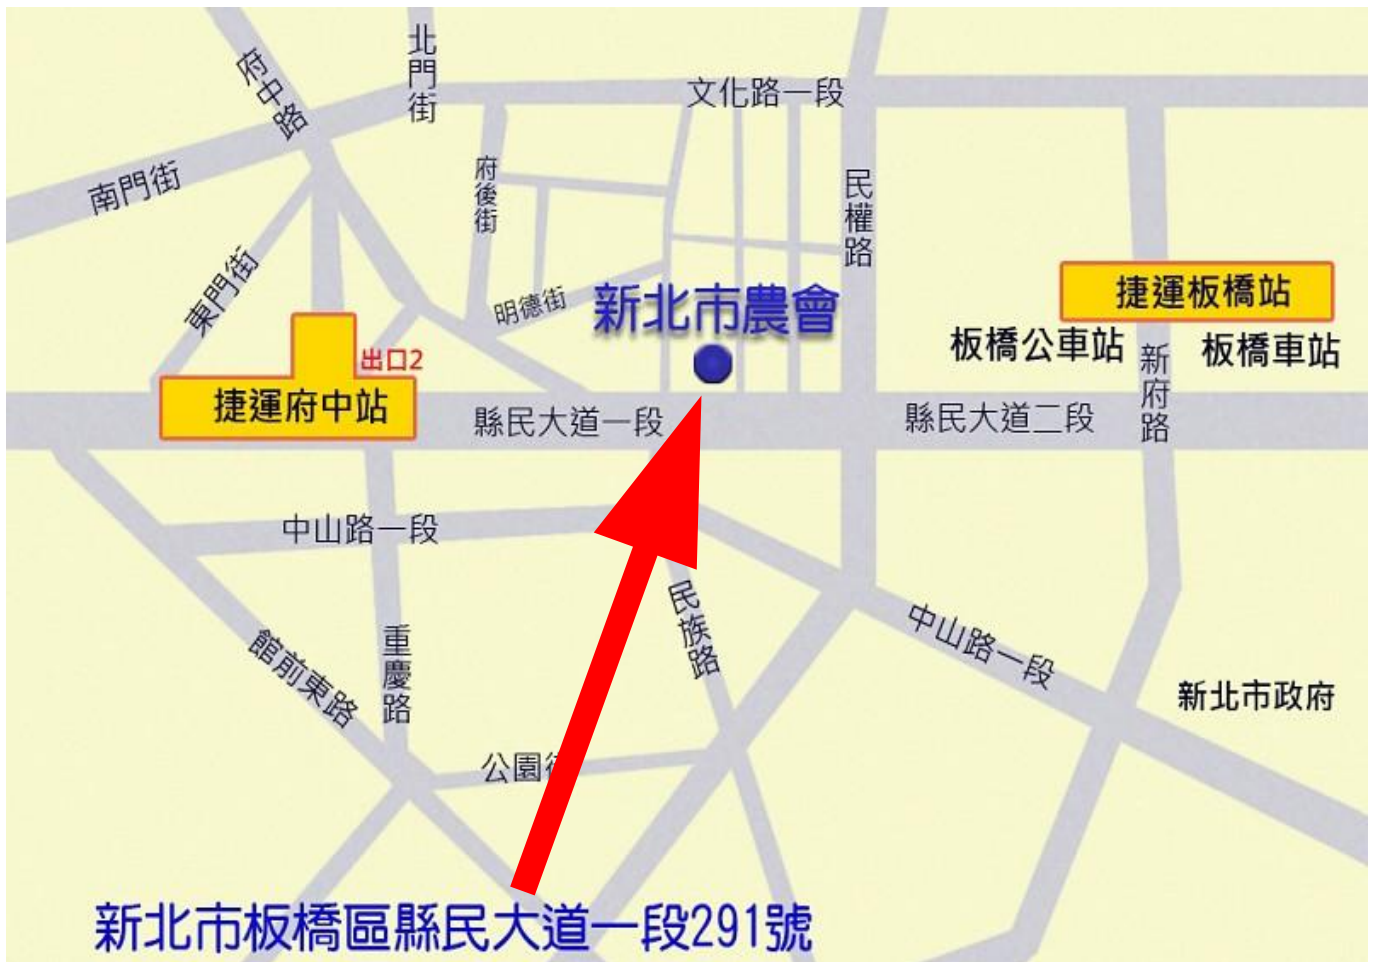 北門街
府中路
文化路一段
南門街
府後街
民權路
東門街
明德街
新北市農會
捷運板橋站
板橋公車站
板橋車站
新府路
出口2
捷運府中站
縣民大道一段
縣民大道二段
中山路一段
民族路
中山路一段
館前東路
重慶路
新北市政府
公園
新北市板橋區縣民大道一段291號